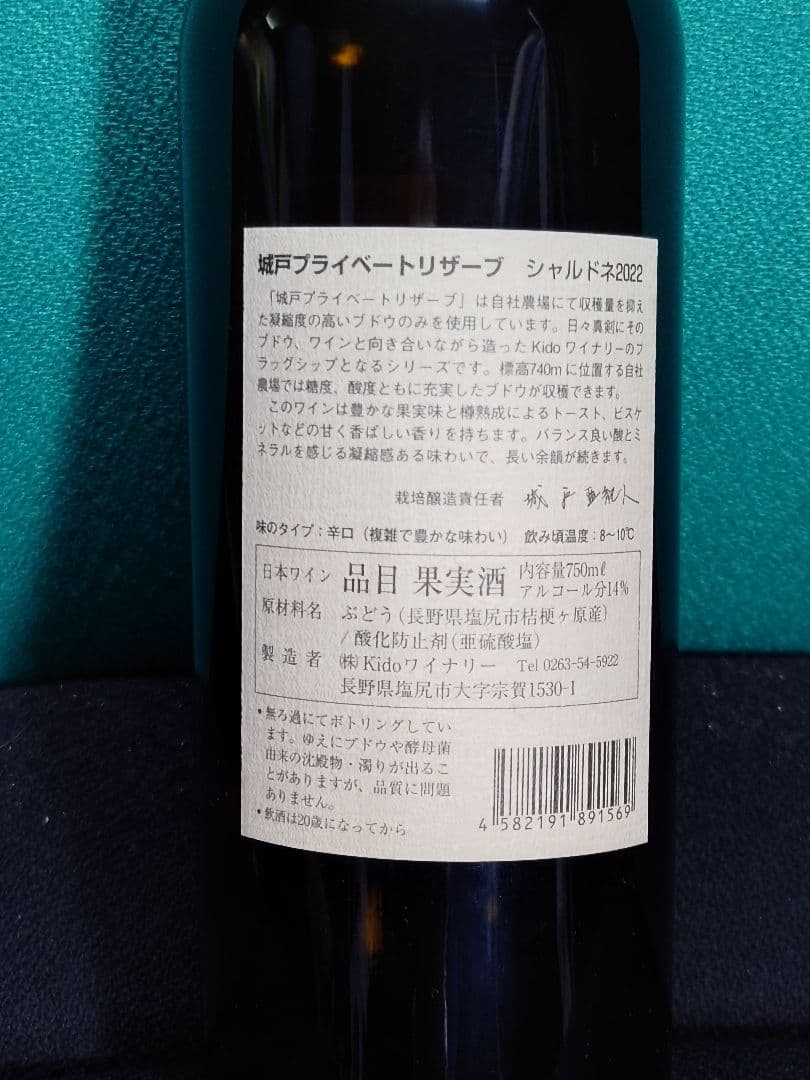 城戸プライベートリザーブ　シャルドネ2022
「城戸プライベートリザーブ」は自社農場にて収穫量を抑え
た凝縮度の高いブドウのみを使用しています。日々真剣にその
ブドウ、ワインと向き合いながら造ったKidoワイナリーのフ
ラッグシップとなるシリーズです。標高740mに位置する自社
農場では糖度、酸度ともに充実したブドウが収穫できます。
このワインは豊かな果実味と樽熟成によるトースト、ビスケ
ットなどの甘く香ばしい香りを持ちます。バランス良い酸とミ
ネラルを感じる凝縮感ある味わいで、長い余韻が続きます。
栽培醸造責任者 城戸亜紀人
味のタイプ：辛口（複雑で豊かな味わい）　飲み頃温度：8〜10℃
日本ワイン 品目 果実酒 内容量750ml
アルコール分14%
原材料名 ぶどう(長野県塩尻市桔梗ヶ原産)
/酸化防止剤(亜硫酸塩)
製造者 ㈱Kidoワイナリー Tel 0263-54-5922
長野県塩尻市大字宗賀1530-1
・無ろ過にてボトリングしてい
ます。ゆえにブドウや酵母菌
由来の沈殿物・濁りが出るこ
とがありますが、品質に問題
ありません。
・飲酒は20歳になってから
4 582191 891569